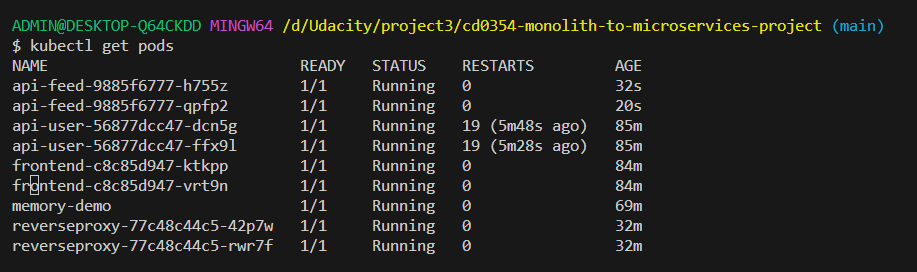 ADMIN@DESKTOP-Q64CKDD MINGW64 /d/Udacity/project3/cd0354-monolith-to-microservices-project (main)
$ kubectl get pods
NAME READY STATUS RESTARTS AGE
api-feed-9885f6777-h755z 1/1 Running 0 32s
api-feed-9885f6777-qpfp2 1/1 Running 0 20s
api-user-56877dcc47-dcn5g 1/1 Running 19 (5m48s ago) 85m
api-user-56877dcc47-ffx9l 1/1 Running 19 (5m28s ago) 85m
frontend-c8c85d947-ktkpp 1/1 Running 0 84m
frontend-c8c85d947-vrt9n 1/1 Running 0 84m
memory-demo 1/1 Running 0 69m
reverseproxy-77c48c44c5-42p7w 1/1 Running 0 32m
reverseproxy-77c48c44c5-rwr7f 1/1 Running 0 32m